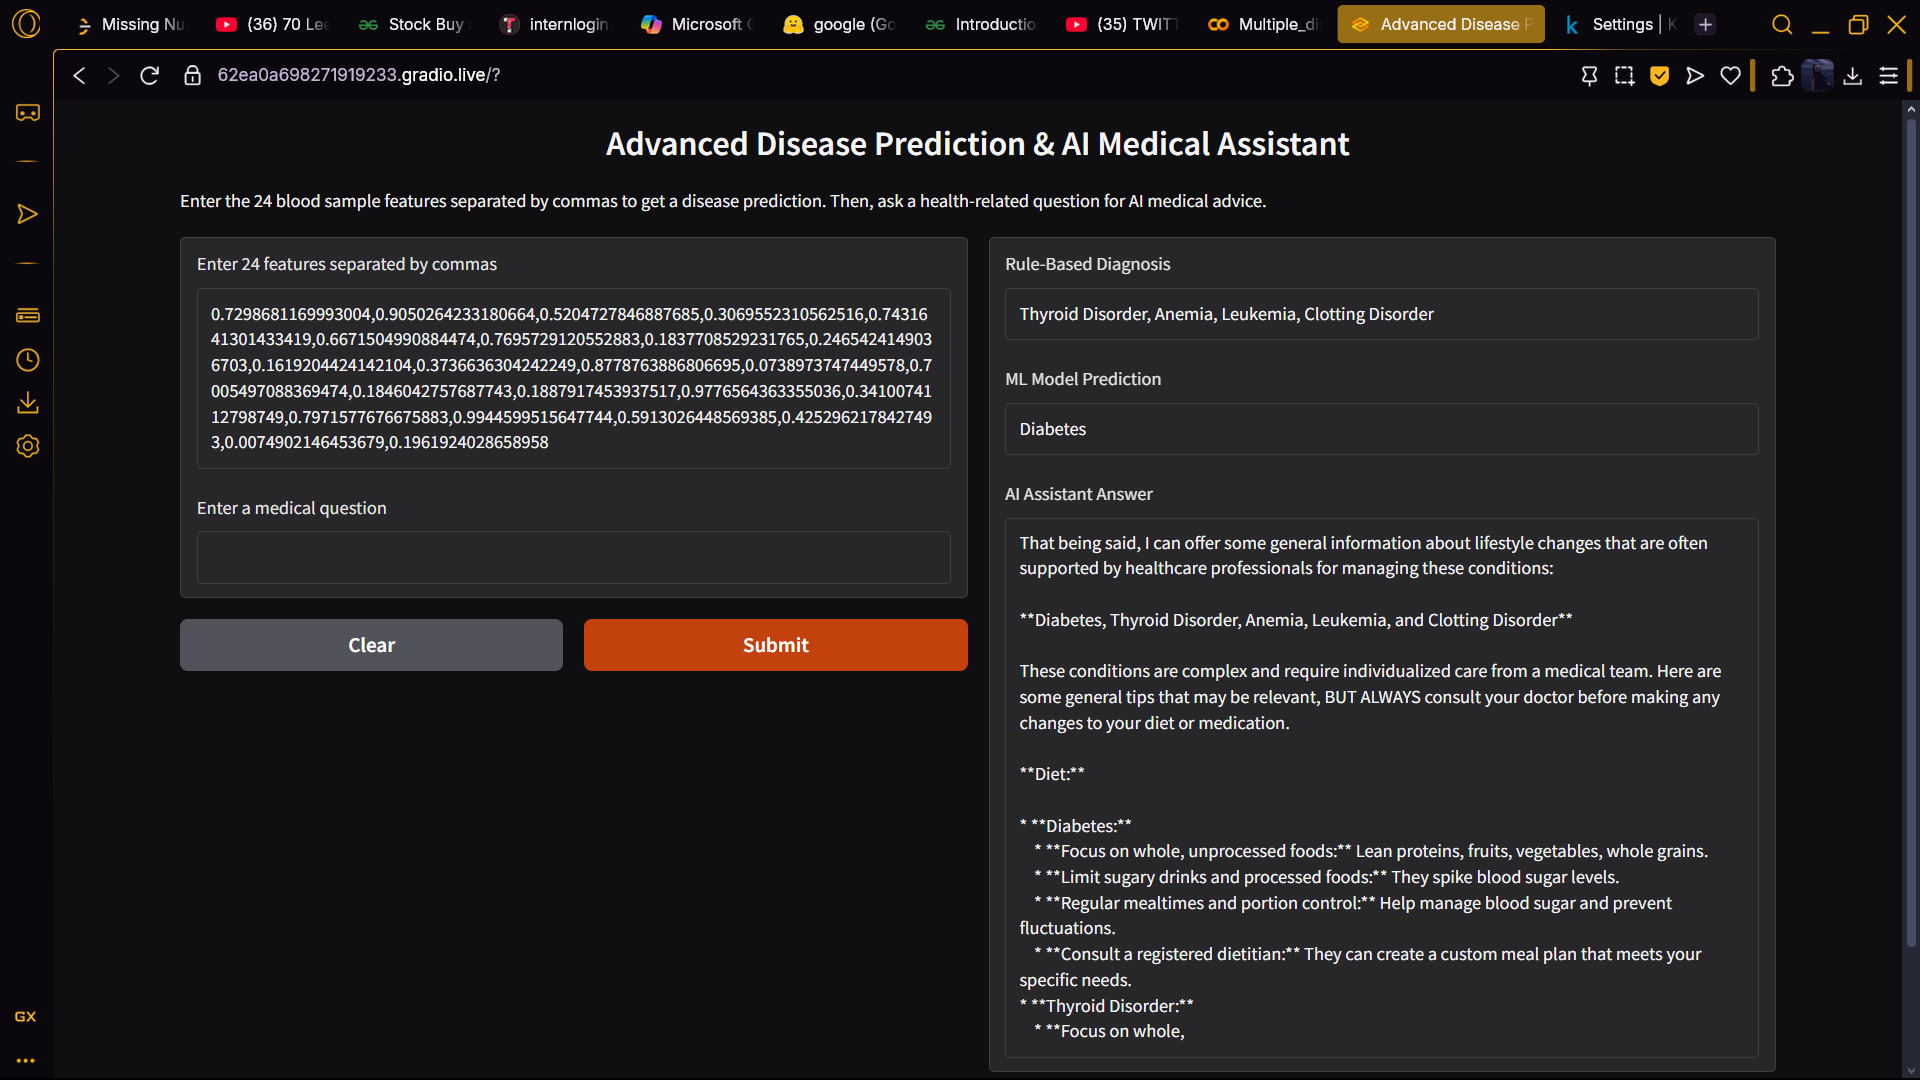 Missing Nu
(36) 70 Lee
Stock Buy
internlogin
Microsoft C
google (Go
Introductio
(35) TWIT
Multiple_di
Advanced Disease P
Settings | K
62ea0a698271919233.gradio.live/?
Advanced Disease Prediction & AI Medical Assistant
Enter the 24 blood sample features separated by commas to get a disease prediction. Then, ask a health-related question for AI medical advice.
Enter 24 features separated by commas
0.7298681169993004,0.9050264233180664,0.5204727846887685,0.3069552310562516,0.74316
41301433419,0.6671504990884474,0.7695729120552883,0.1837708529231765,0.246542414903
6703,0.1619204424142104,0.3736636304242249,0.8778763886806695,0.0738973747449578,0.7
005497088369474,0.1846042757687743,0.1887917453937517,0.9776564363355036,0.34100741
12798749,0.7971577676675883,0.9944599515647744,0.5913026448569385,0.425296217842749
3,0.0074902146453679,0.1961924028658958
Enter a medical question
Clear
Submit
Rule-Based Diagnosis
Thyroid Disorder, Anemia, Leukemia, Clotting Disorder
ML Model Prediction
Diabetes
AI Assistant Answer
That being said, I can offer some general information about lifestyle changes that are often
supported by healthcare professionals for managing these conditions:
**Diabetes, Thyroid Disorder, Anemia, Leukemia, and Clotting Disorder**
These conditions are complex and require individualized care from a medical team. Here are
some general tips that may be relevant, BUT ALWAYS consult your doctor before making any
changes to your diet or medication.
**Diet:**
* **Diabetes:**
* **Focus on whole, unprocessed foods:** Lean proteins, fruits, vegetables, whole grains.
* **Limit sugary drinks and processed foods:** They spike blood sugar levels.
* **Regular mealtimes and portion control:** Help manage blood sugar and prevent
fluctuations.
* **Consult a registered dietitian:** They can create a custom meal plan that meets your
specific needs.
* **Thyroid Disorder:**
* **Focus on whole,
GX